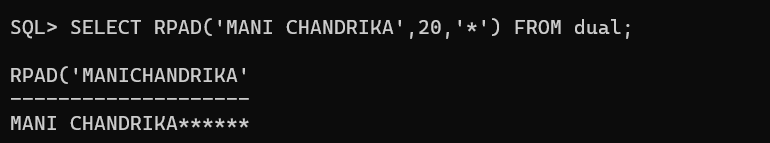 SQL> SELECT RPAD('MANI CHANDRIKA',20,'*') FROM dual;
RPAD('MANICHANDRIKA'
--------------------
MANI CHANDRIKA******